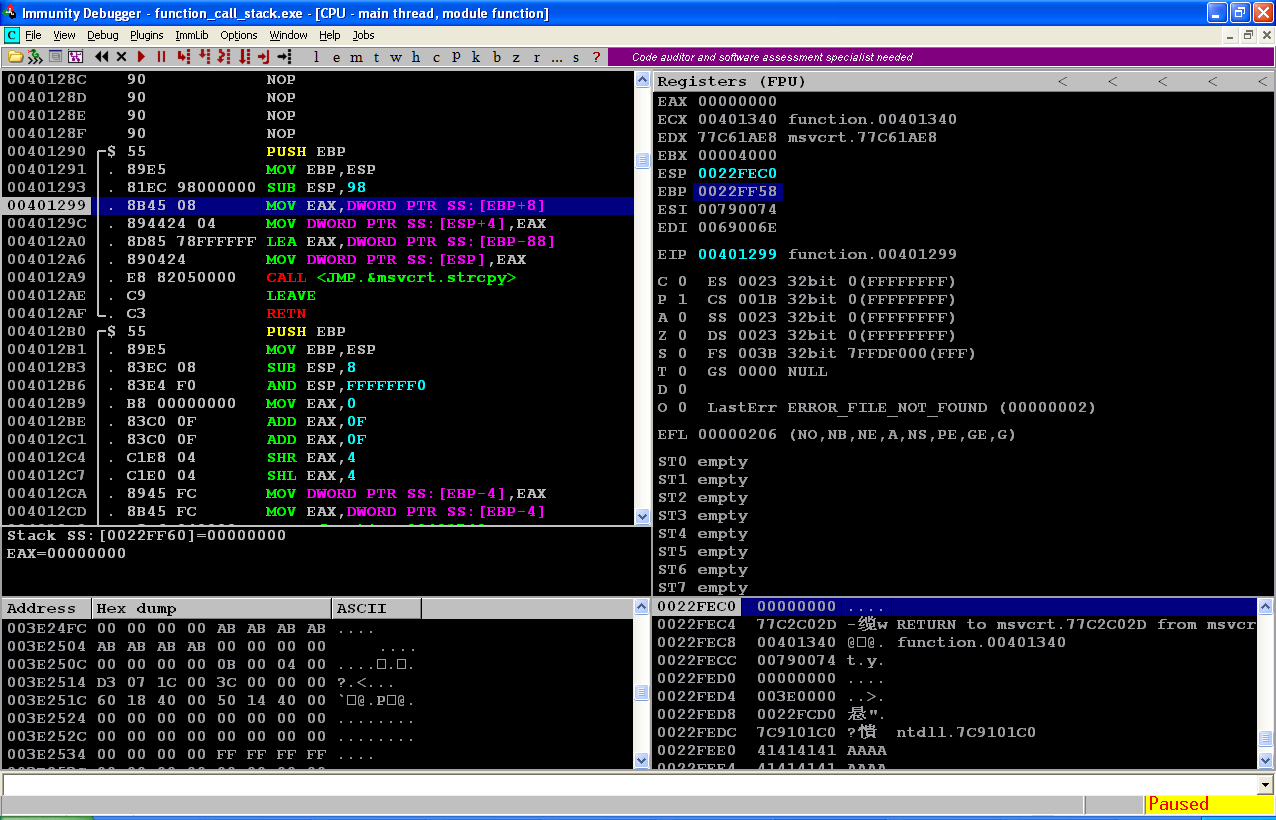 Immunity Debugger - function_call_stack.exe - [CPU - main thread, module function]
C File View Debug Plugins ImmLib Options Window Help Jobs
l e m t w h c P k b z r ... s ? Code auditor and software assessment specialist needed
0040128C 90 NOP
0040128D 90 NOP
0040128E 90 NOP
0040128F 90 NOP
00401290 $ 55 PUSH EBP
00401291 . 89E5 MOV EBP,ESP
00401293 . 81EC 98000000 SUB ESP,98
00401299 . 8B45 08 MOV EAX,DWORD PTR SS:[EBP+8]
0040129C . 894424 04 MOV DWORD PTR SS:[ESP+4],EAX
004012A0 . 8D85 78FFFFFF LEA EAX,DWORD PTR SS:[EBP-88]
004012A6 . 890424 MOV DWORD PTR SS:[ESP],EAX
004012A9 . E8 82050000 CALL <JMP.&msvcrt.strcpy>
004012AE . C9 LEAVE
004012AF . C3 RETN
004012B0 $ 55 PUSH EBP
004012B1 . 89E5 MOV EBP,ESP
004012B3 . 83EC 08 SUB ESP,8
004012B6 . 83E4 F0 AND ESP,FFFFFFF0
004012B9 . B8 00000000 MOV EAX,0
004012BE . 83C0 0F ADD EAX,0F
004012C1 . 83C0 0F ADD EAX,0F
004012C4 . C1E8 04 SHR EAX,4
004012C7 . C1E0 04 SHL EAX,4
004012CA . 8945 FC MOV DWORD PTR SS:[EBP-4],EAX
004012CD . 8B45 FC MOV EAX,DWORD PTR SS:[EBP-4]
Stack SS:[0022FF60]=00000000
EAX=00000000
Registers (FPU) < < < < <
EAX 00000000
ECX 00401340 function.00401340
EDX 77C61AE8 msvcrt.77C61AE8
EBX 00004000
ESP 0022FEC0
EBP 0022FF58
ESI 00790074
EDI 0069006E
EIP 00401299 function.00401299
C 0 ES 0023 32bit 0(FFFFFFFF)
P 1 CS 001B 32bit 0(FFFFFFFF)
A 0 SS 0023 32bit 0(FFFFFFFF)
Z 0 DS 0023 32bit 0(FFFFFFFF)
S 0 FS 003B 32bit 7FFDF000(FFF)
T 0 GS 0000 NULL
D 0
O 0 LastErr ERROR_FILE_NOT_FOUND (00000002)
EFL 00000206 (NO,NB,NE,A,NS,PE,GE,G)
ST0 empty
ST1 empty
ST2 empty
ST3 empty
ST4 empty
ST5 empty
ST6 empty
ST7 empty
Address Hex dump ASCII
003E24FC 00 00 00 00 AB AB AB AB ....
003E2504 AB AB AB AB 00 00 00 00 ....
003E250C 00 00 00 00 0B 00 04 00 ....□.□.
003E2514 D3 07 1C 00 3C 00 00 00 ?.<...
003E251C 60 18 40 00 50 14 40 00 `□@.P□@.
003E2524 00 00 00 00 00 00 00 00 ........
003E252C 00 00 00 00 00 00 00 00 ........
003E2534 00 00 00 00 FF FF FF FF ....
0022FEC0 00000000 ....
0022FEC4 77C2C02D -缆w RETURN to msvcrt.77C2C02D from msvcr
0022FEC8 00401340 @□@. function.00401340
0022FECC 00790074 t.y.
0022FED0 00000000 ....
0022FED4 003E0000 ..>.
0022FED8 0022FCD0 ".
0022FEDC 7C9101C0 ntdll.7C9101C0
0022FEE0 41414141 AAAA
0022FEE4 41414141 AAAA
Paused